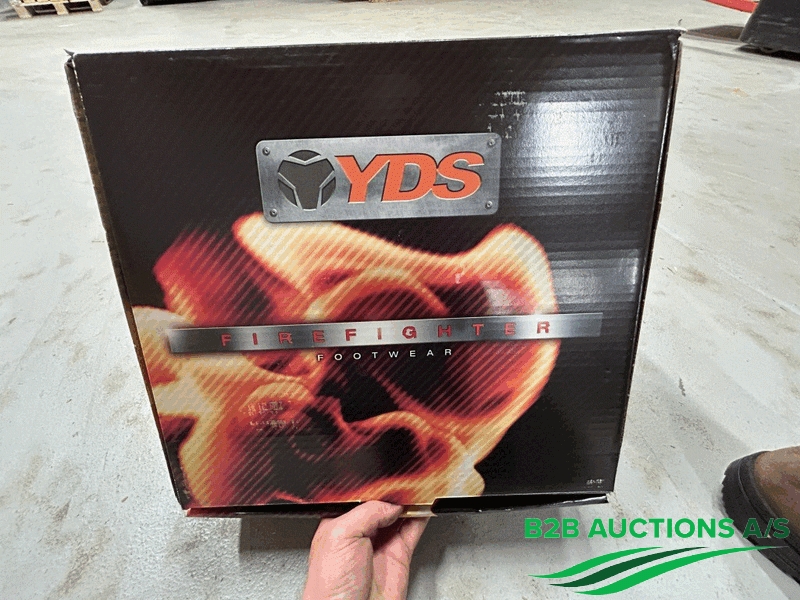 YDS
FIREFIGHTER
FOOTWEAR
B2B AUCTIONS A/S